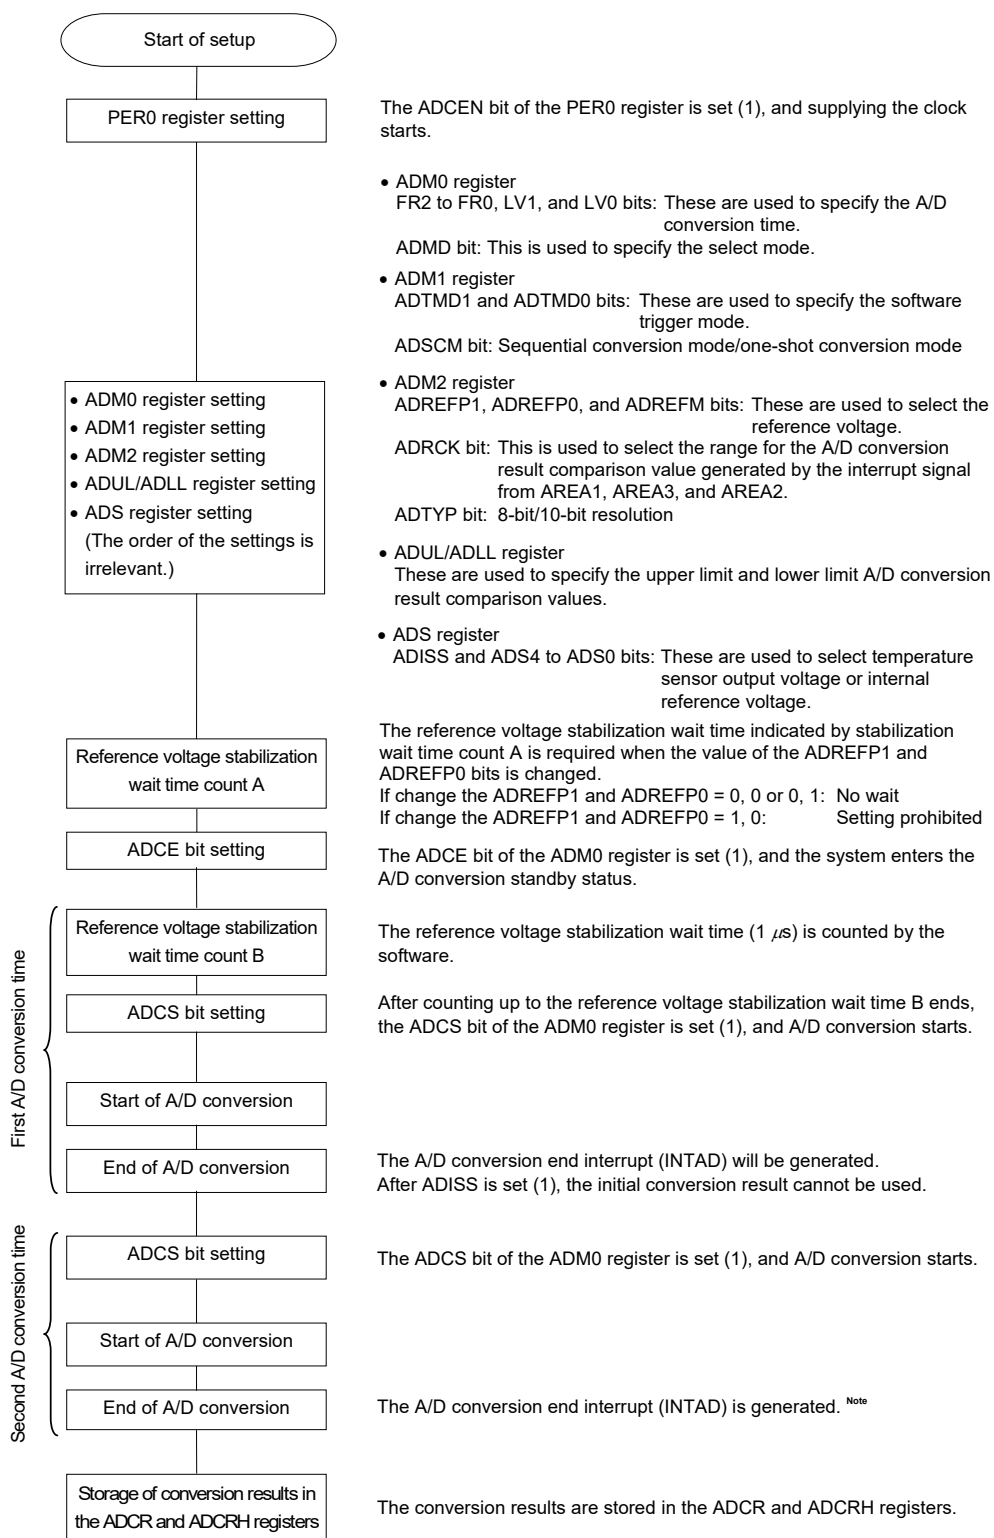 Start of setup
PER0 register setting
The ADCEN bit of the PER0 register is set (1), and supplying the clock
starts.
• ADM0 register
FR2 to FR0, LV1, and LV0 bits: These are used to specify the A/D
conversion time.
ADMD bit: This is used to specify the select mode.
• ADM1 register
ADTMD1 and ADTMD0 bits: These are used to specify the software
trigger mode.
ADSCM bit: Sequential conversion mode/one-shot conversion mode
• ADM0 register setting
• ADM1 register setting
• ADM2 register setting
• ADUL/ADLL register setting
• ADS register setting
(The order of the settings is
irrelevant.)
• ADM2 register
ADREFP1, ADREFP0, and ADREFM bits: These are used to select the
reference voltage.
ADRCK bit: This is used to select the range for the A/D conversion
result comparison value generated by the interrupt signal
from AREA1, AREA3, and AREA2.
ADTYP bit: 8-bit/10-bit resolution
• ADUL/ADLL register
These are used to specify the upper limit and lower limit A/D conversion
result comparison values.
• ADS register
ADISS and ADS4 to ADS0 bits: These are used to select temperature
sensor output voltage or internal
reference voltage.
Reference voltage stabilization
wait time count A
The reference voltage stabilization wait time indicated by stabilization
wait time count A is required when the value of the ADREFP1 and
ADREFP0 bits is changed.
If change the ADREFP1 and ADREFP0 = 0, 0 or 0, 1: No wait
If change the ADREFP1 and ADREFP0 = 1, 0: Setting prohibited
ADCE bit setting
The ADCE bit of the ADM0 register is set (1), and the system enters the
A/D conversion standby status.
First A/D conversion time
Reference voltage stabilization
wait time count B
The reference voltage stabilization wait time (1 μs) is counted by the
software.
ADCS bit setting
After counting up to the reference voltage stabilization wait time B ends,
the ADCS bit of the ADM0 register is set (1), and A/D conversion starts.
Start of A/D conversion
End of A/D conversion
The A/D conversion end interrupt (INTAD) will be generated.
After ADISS is set (1), the initial conversion result cannot be used.
Second A/D conversion time
ADCS bit setting
The ADCS bit of the ADM0 register is set (1), and A/D conversion starts.
Start of A/D conversion
End of A/D conversion
The A/D conversion end interrupt (INTAD) is generated. Note
Storage of conversion results in
the ADCR and ADCRH registers
The conversion results are stored in the ADCR and ADCRH registers.